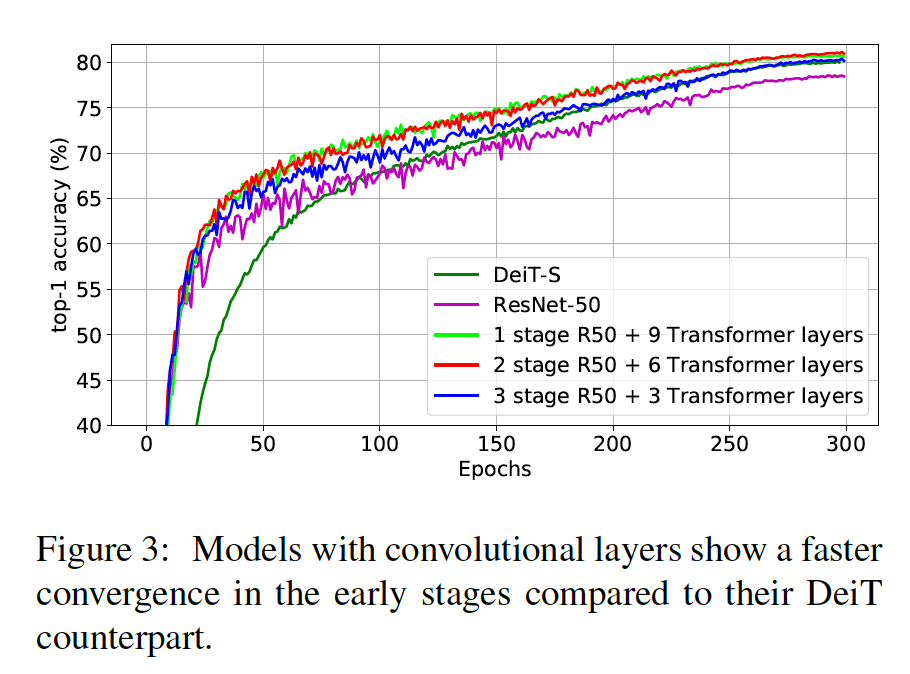 80
75
70
65
60
55
50
45
40
top-1 accuracy (%)
DeiT-S
ResNet-50
1 stage R50 + 9 Transformer layers
2 stage R50 + 6 Transformer layers
3 stage R50 + 3 Transformer layers
0 50 100 150 200 250 300
Epochs
Figure 3: Models with convolutional layers show a faster
convergence in the early stages compared to their DeiT
counterpart.